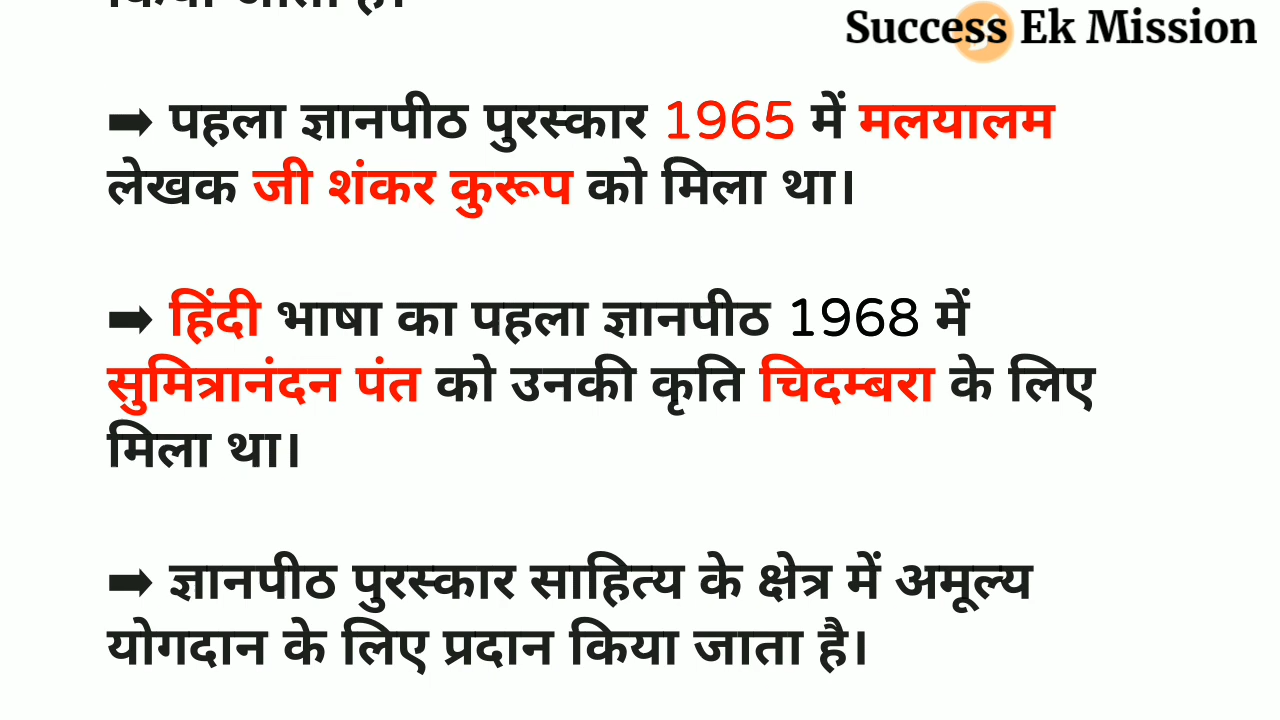 Success Ek Mission
➡ पहला ज्ञानपीठ पुरस्कार 1965 में मलयालम
लेखक जी शंकर कुरूप को मिला था।
➡ हिंदी भाषा का पहला ज्ञानपीठ 1968 में
सुमित्रानंदन पंत को उनकी कृति चिदम्बरा के लिए
मिला था।
➡ ज्ञानपीठ पुरस्कार साहित्य के क्षेत्र में अमूल्य
योगदान के लिए प्रदान किया जाता है।